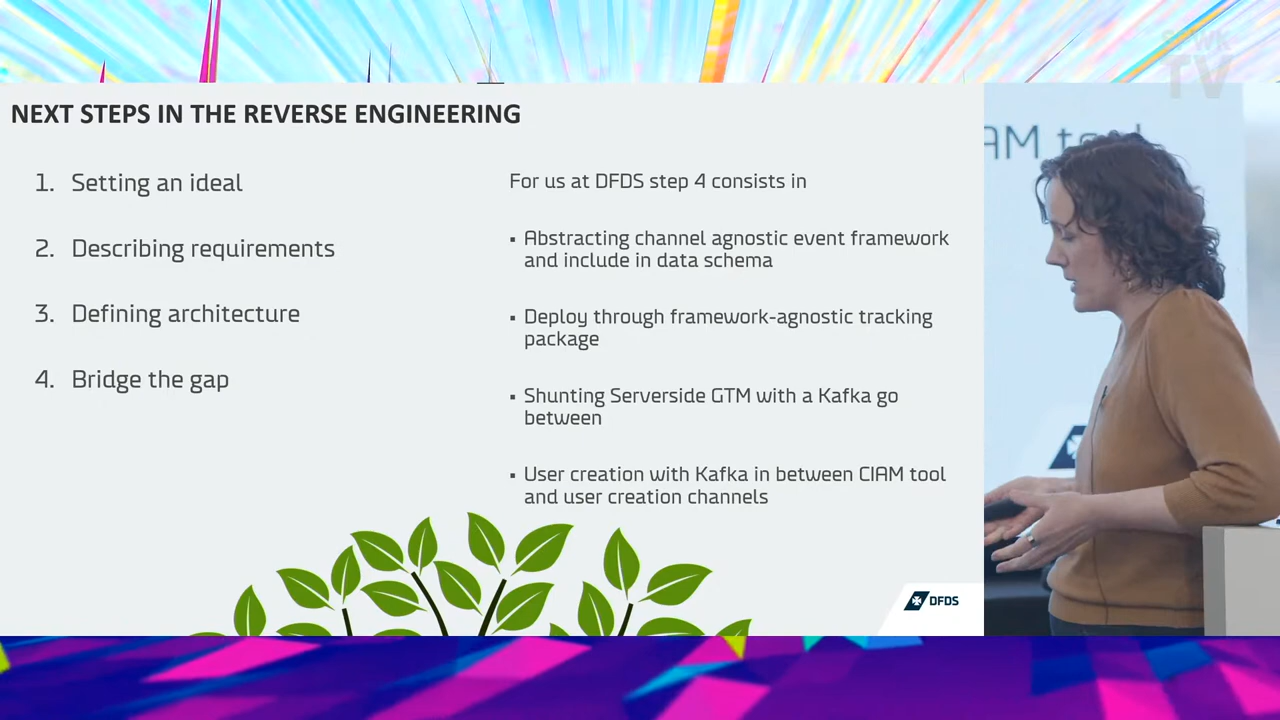 NEXT STEPS IN THE REVERSE ENGINEERING
1. Setting an ideal
2. Describing requirements
3. Defining architecture
4. Bridge the gap
For us at DFDS step 4 consists in
▪ Abstracting channel agnostic event framework
and include in data schema
▪ Deploy through framework-agnostic tracking
package
▪ Shunting Serverside GTM with a Kafka go
between
▪ User creation with Kafka in between CIAM tool
and user creation channels
DFDS
TV